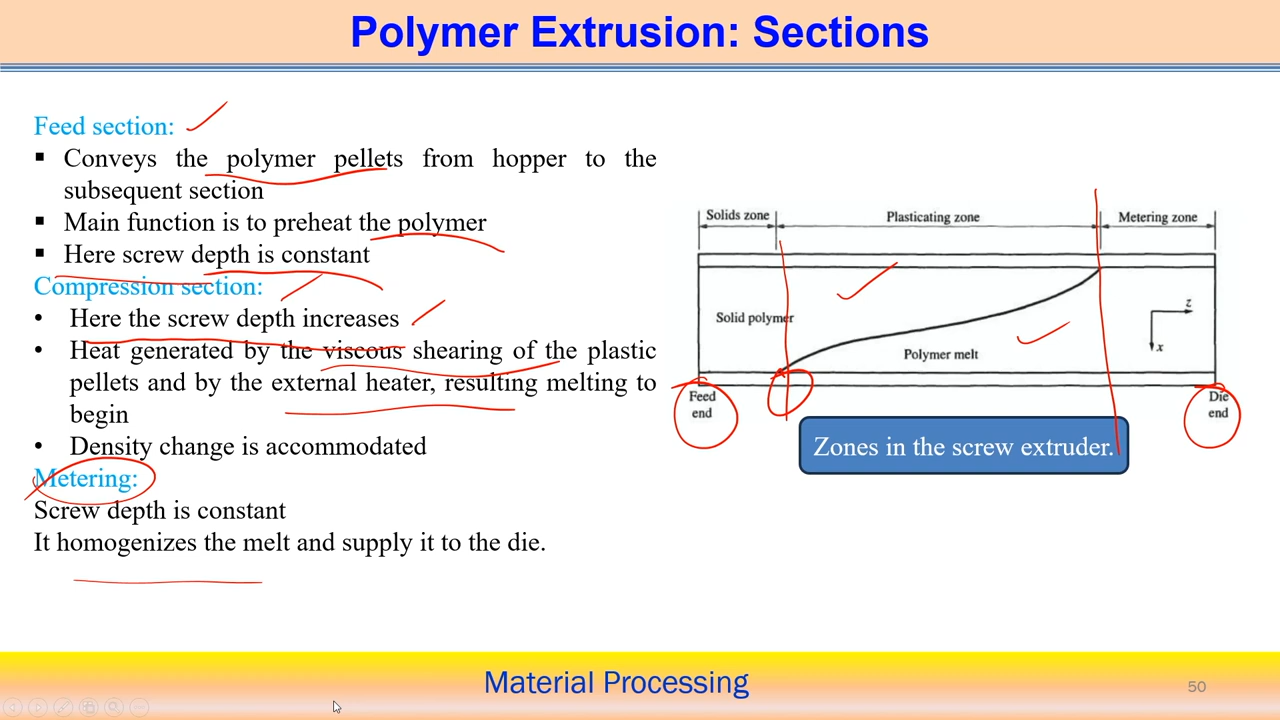 Polymer Extrusion: Sections
Feed section:
▪ Conveys the polymer pellets from hopper to the
subsequent section
▪ Main function is to preheat the polymer
▪ Here screw depth is constant
Compression section:
• Here the screw depth increases
• Heat generated by the viscous shearing of the plastic
pellets and by the external heater, resulting melting to
begin
• Density change is accommodated
Metering:
Screw depth is constant
It homogenizes the melt and supply it to the die.
Solids zone
Plasticating zone
Metering zone
Solid polymer
Polymer melt
z
x
Feed
end
Die
end
Zones in the screw extruder.
Material Processing
50